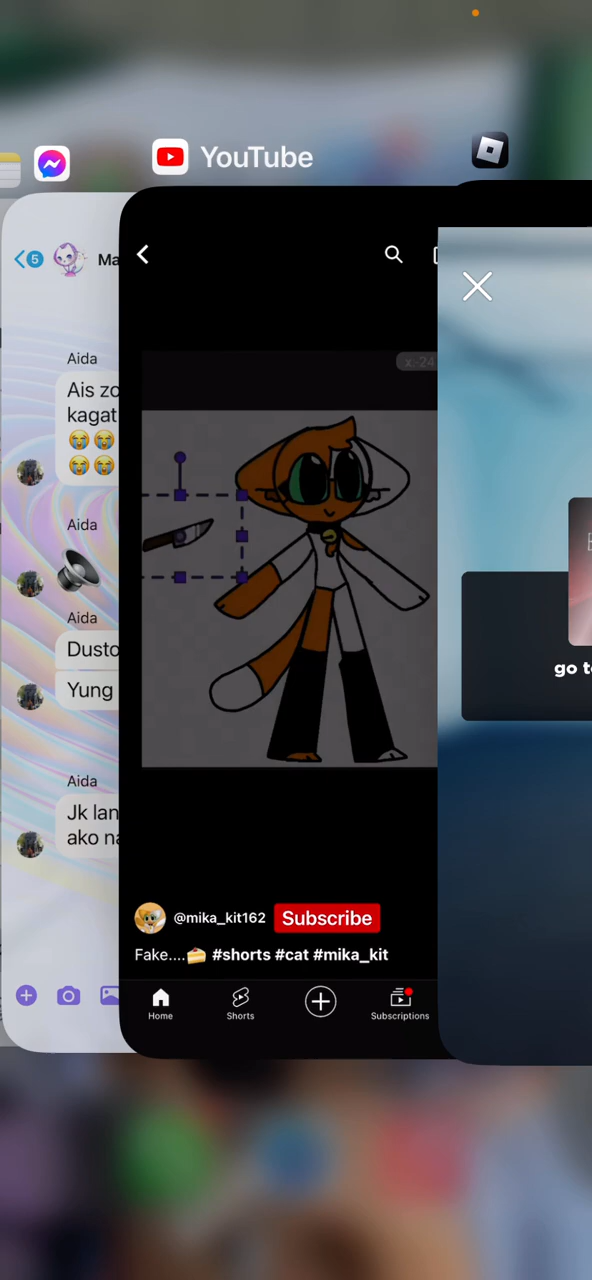 YouTube
5
Ma
Aida
Ais zo
kagat
😭😭
😭😭
Aida
Aida
Dusto
Yung
Aida
Jk lan
ako na
x:-24
@mika_kit162
Subscribe
Fake....🍰 #shorts #cat #mika_kit
Home
Shorts
Subscriptions
go t